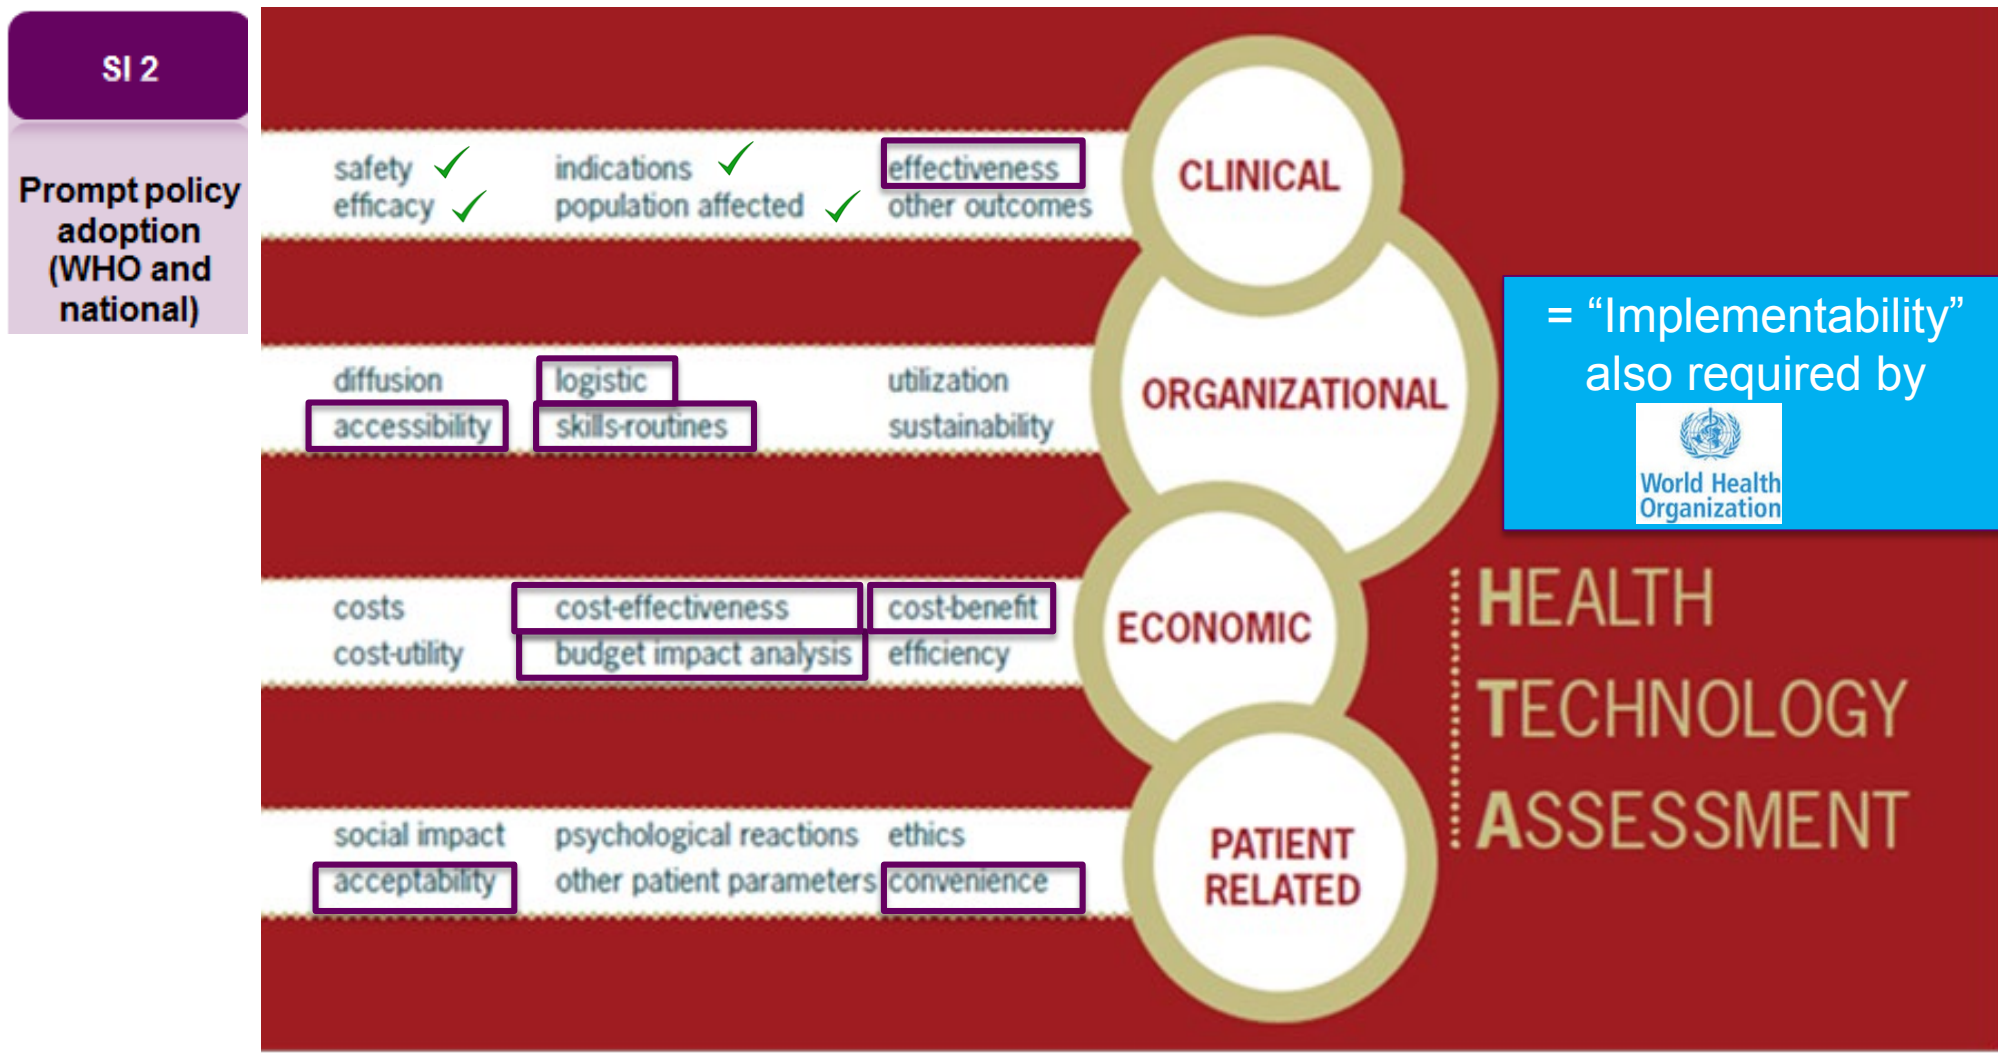 SI 2
Prompt policy
adoption
(WHO and
national)
safety indications effectiveness
efficacy population affected other outcomes
CLINICAL
diffusion logistic utilization
accessibility skills-routines sustainability
ORGANIZATIONAL
= “Implementability”
also required by
World Health
Organization
costs cost-effectiveness cost-benefit
cost-utility budget impact analysis efficiency
ECONOMIC
social impact psychological reactions ethics
acceptability other patient parameters convenience
PATIENT
RELATED
HEALTH
TECHNOLOGY
ASSESSMENT